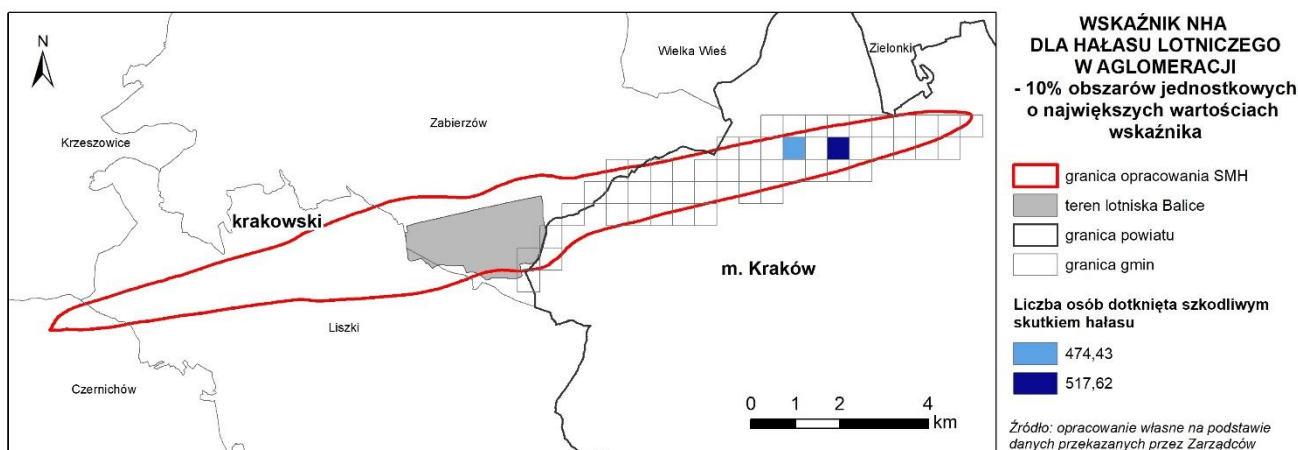 N
Wielka Wieś
Zielonki
Zabierzów
Krzeszowice
krakowski
m. Kraków
Liszki
Czernichów
0 1 2 4
km
WSKAŹNIK NHA
DLA HAŁASU LOTNICZEGO
W AGLOMERACJI
- 10% obszarów jednostkowych
o największych wartościach
wskaźnika
granica opracowania SMH
teren lotniska Balice
granica powiatu
granica gmin
Liczba osób dotknięta szkodliwym
skutkiem hałasu
474,43
517,62
Źródło: opracowanie własne na podstawie
danych przekazanych przez Zarządców